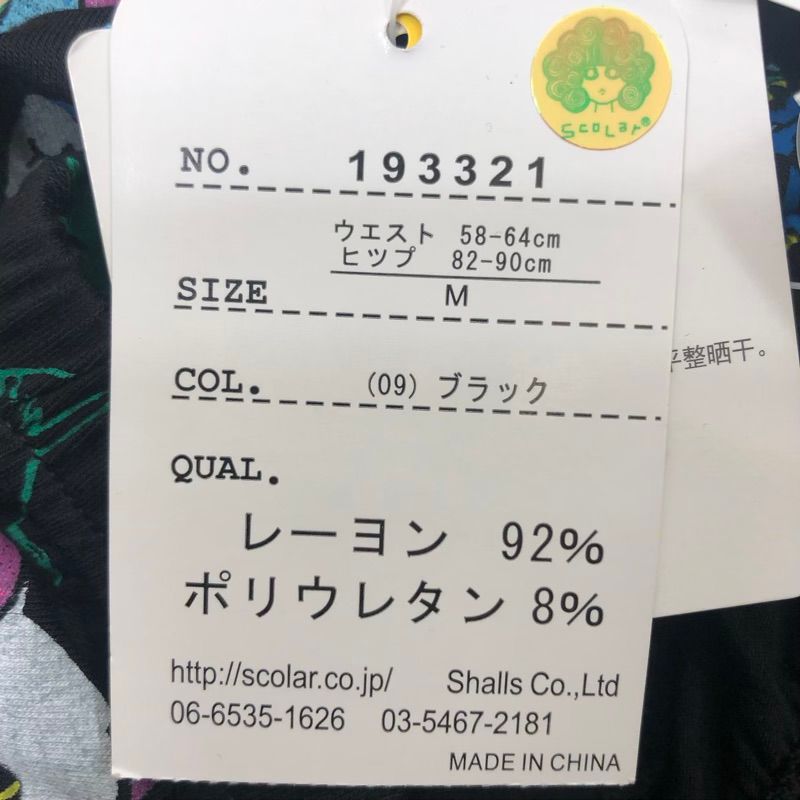 SCOLAR®
NO. 193321
ウエスト 58-64cm
ヒップ 82-90cm
SIZE M
COL. (09) ブラック
QUAL.
レーヨン 92%
ポリウレタン 8%
http://scolar.co.jp/ Shalls Co.,Ltd
06-6535-1626 03-5467-2181
MADE IN CHINA
平整晒干。